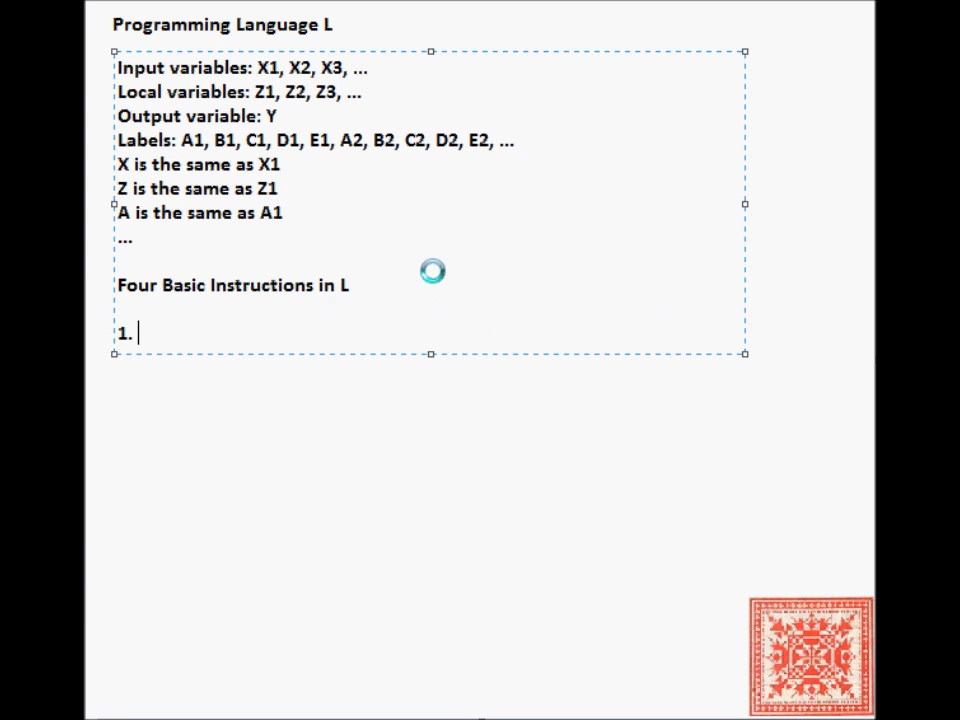 Programming Language L
Input variables: X1, X2, X3, ...
Local variables: Z1, Z2, Z3, ...
Output variable: Y
Labels: A1, B1, C1, D1, E1, A2, B2, C2, D2, E2, ...
X is the same as X1
Z is the same as Z1
A is the same as A1
...
Four Basic Instructions in L
1.